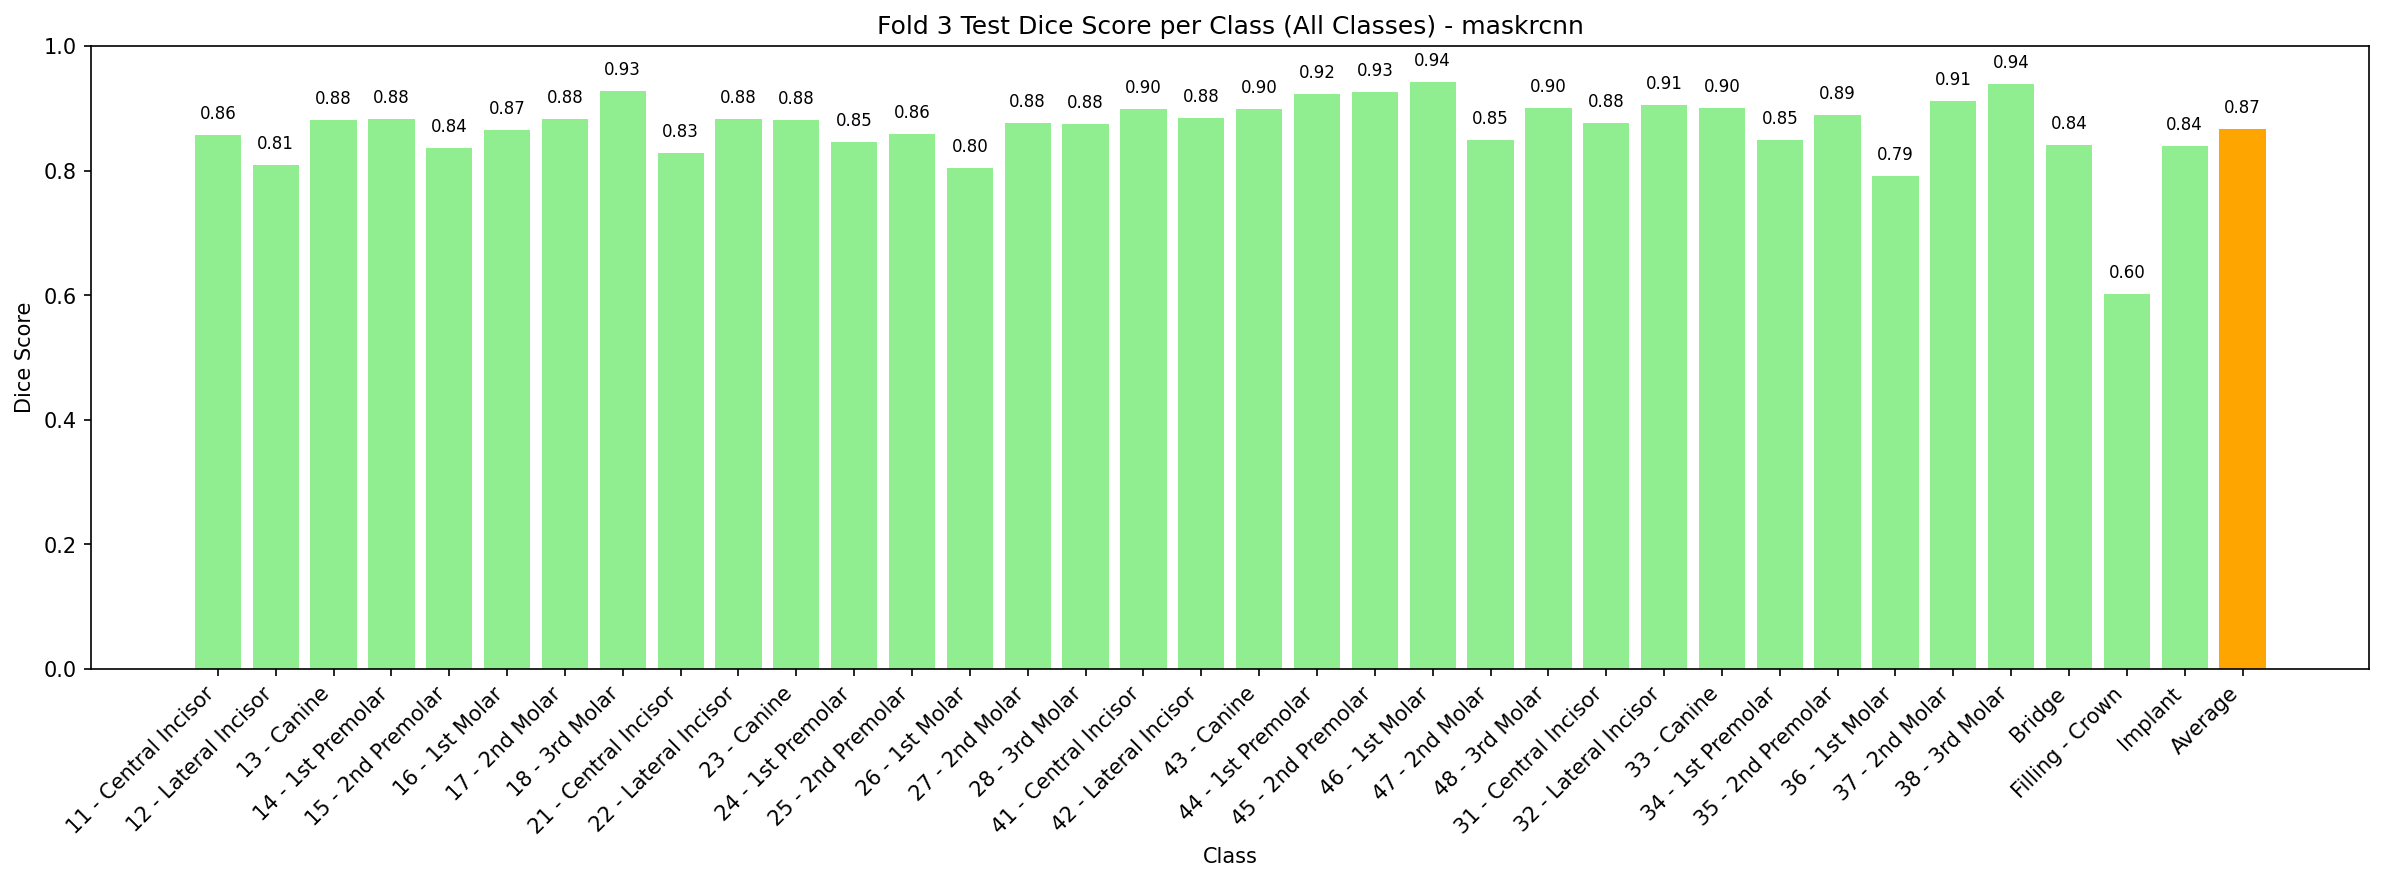 Fold 3 Test Dice Score per Class (All Classes) - maskrcnn
Dice Score
1.0
0.8
0.6
0.4
0.2
0.0
0.86
0.81
0.88
0.88
0.84
0.87
0.88
0.93
0.83
0.88
0.88
0.85
0.86
0.80
0.88
0.88
0.90
0.88
0.90
0.92
0.93
0.94
0.85
0.90
0.88
0.91
0.90
0.85
0.89
0.79
0.91
0.94
0.84
0.60
0.84
0.87
11 - Central Incisor
12 - Lateral Incisor
13 - Canine
14 - 1st Premolar
15 - 2nd Premolar
16 - 1st Molar
17 - 2nd Molar
18 - 3rd Molar
21 - Central Incisor
22 - Lateral Incisor
23 - Canine
24 - 1st Premolar
25 - 2nd Premolar
26 - 1st Molar
27 - 2nd Molar
28 - 3rd Molar
41 - Central Incisor
42 - Lateral Incisor
43 - Canine
44 - 1st Premolar
45 - 2nd Premolar
46 - 1st Molar
47 - 2nd Molar
48 - 3rd Molar
31 - Central Incisor
32 - Lateral Incisor
33 - Canine
34 - 1st Premolar
35 - 2nd Premolar
36 - 1st Molar
37 - 2nd Molar
38 - 3rd Molar
Bridge
Filling - Crown
Implant
Average
Class